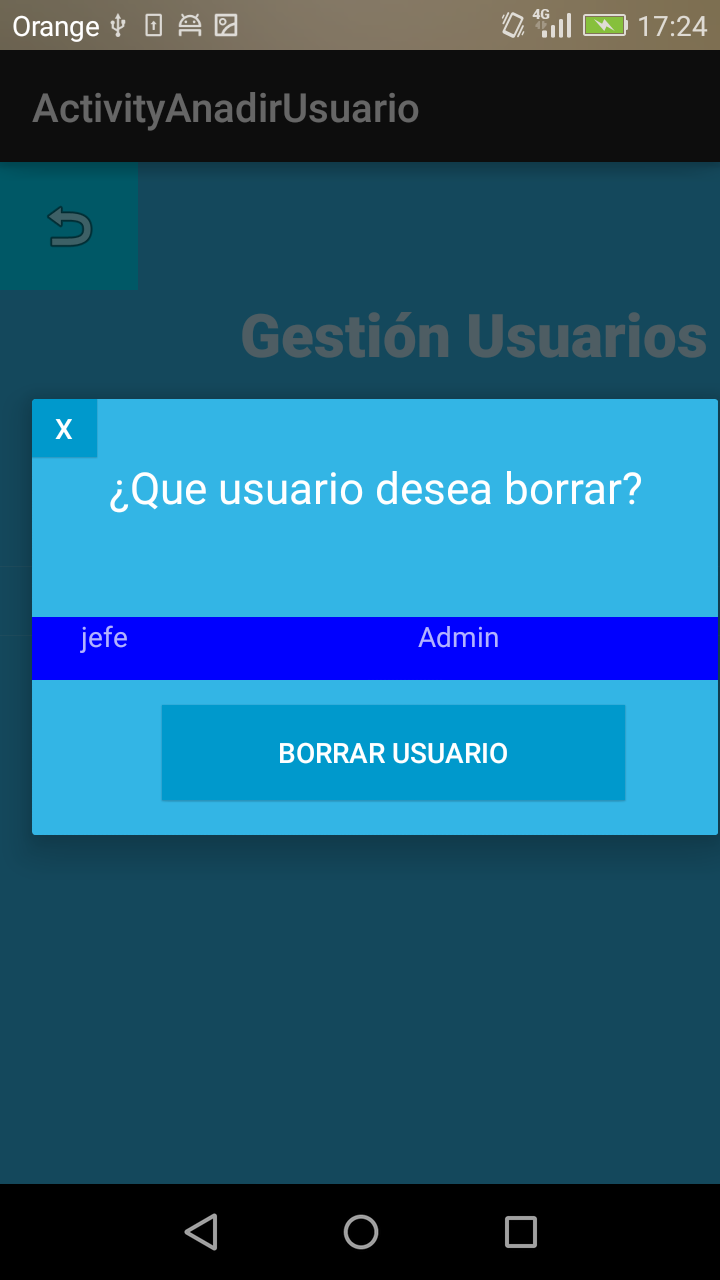 Orange 4G 17:24
ActivityAnadirUsuario
Gestión Usuarios
X
¿Que usuario desea borrar?
jefe Admin
BORRAR USUARIO